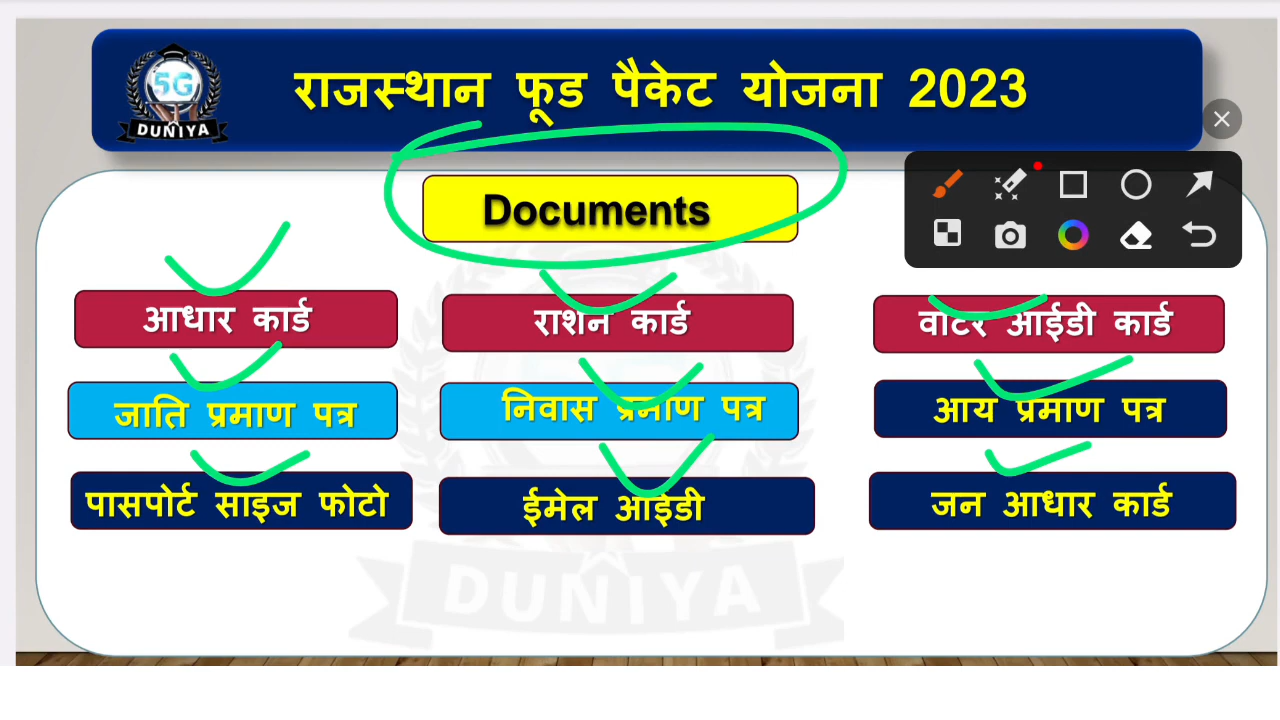 5G
DUNIYA
राजस्थान फूड पैकेट योजना 2023
Documents
आधार कार्ड
राशन कार्ड
वोटर आईडी कार्ड
जाति प्रमाण पत्र
निवास प्रमाण पत्र
आय प्रमाण पत्र
पासपोर्ट साइज फोटो
ईमेल आईडी
जन आधार कार्ड
DUNIYA